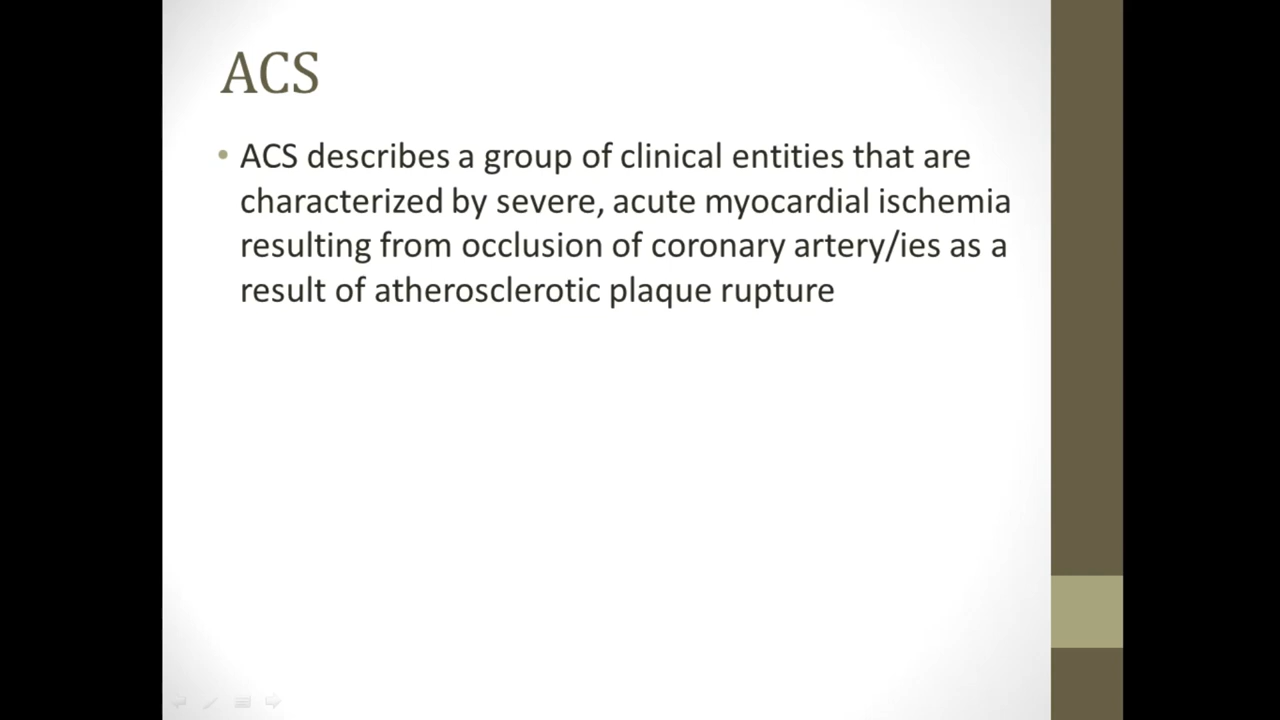 ACS
• ACS describes a group of clinical entities that are
characterized by severe, acute myocardial ischemia
resulting from occlusion of coronary artery/ies as a
result of atherosclerotic plaque rupture